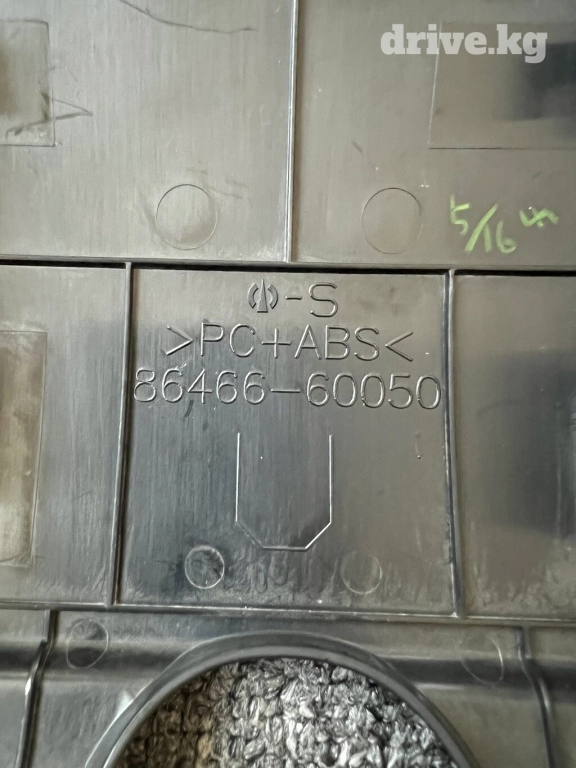 drive.kg
5/16
-S
>PC+ABS<
86466-60050